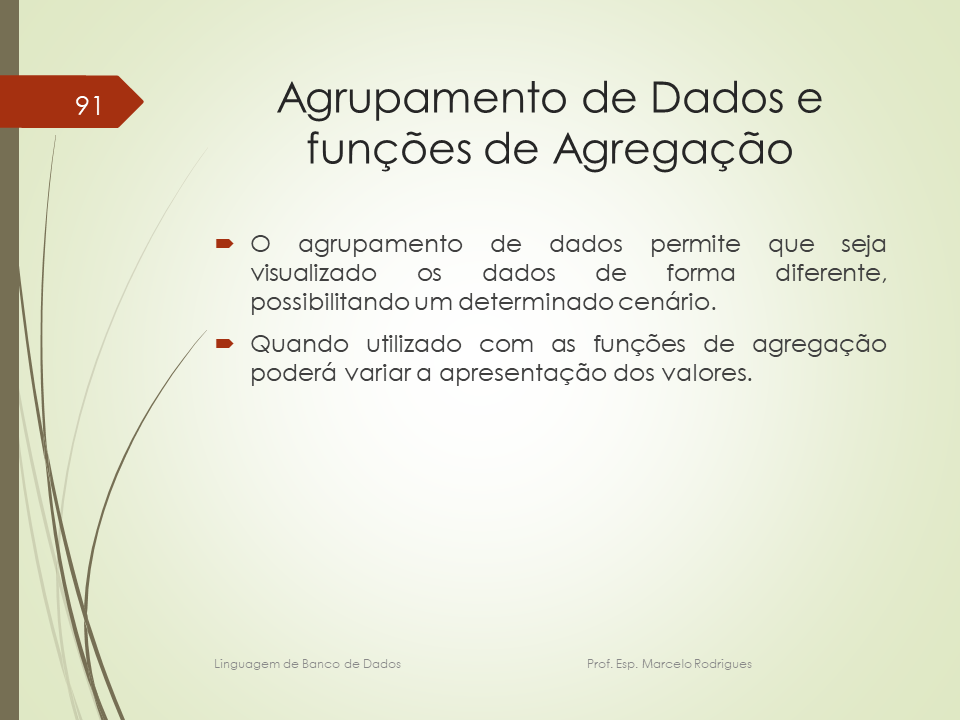 91
Agrupamento de Dados e
funções de Agregação
O agrupamento de dados permite que seja
visualizado os dados de forma diferente,
possibilitando um determinado cenário.
Quando utilizado com as funções de agregação
poderá variar a apresentação dos valores.
Linguagem de Banco de Dados Prof. Esp. Marcelo Rodrigues